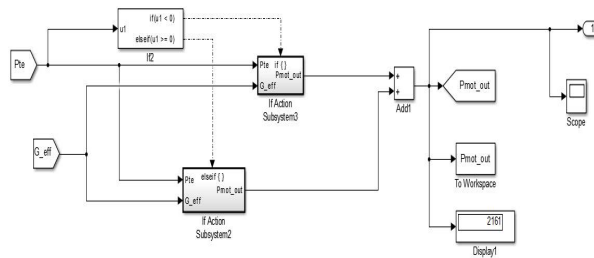 if(u1 < 0)
u1
elseif(u1 >= 0)
If2
Pte
Pte
if { }
Pmot_out
G_eff
If Action
Subsystem3
+
+
Add1
Pmot_out
1
Scope
G_eff
elseif { }
Pte
Pmot_out
G_eff
If Action
Subsystem2
Pmot_out
To Workspace
2161
Display1